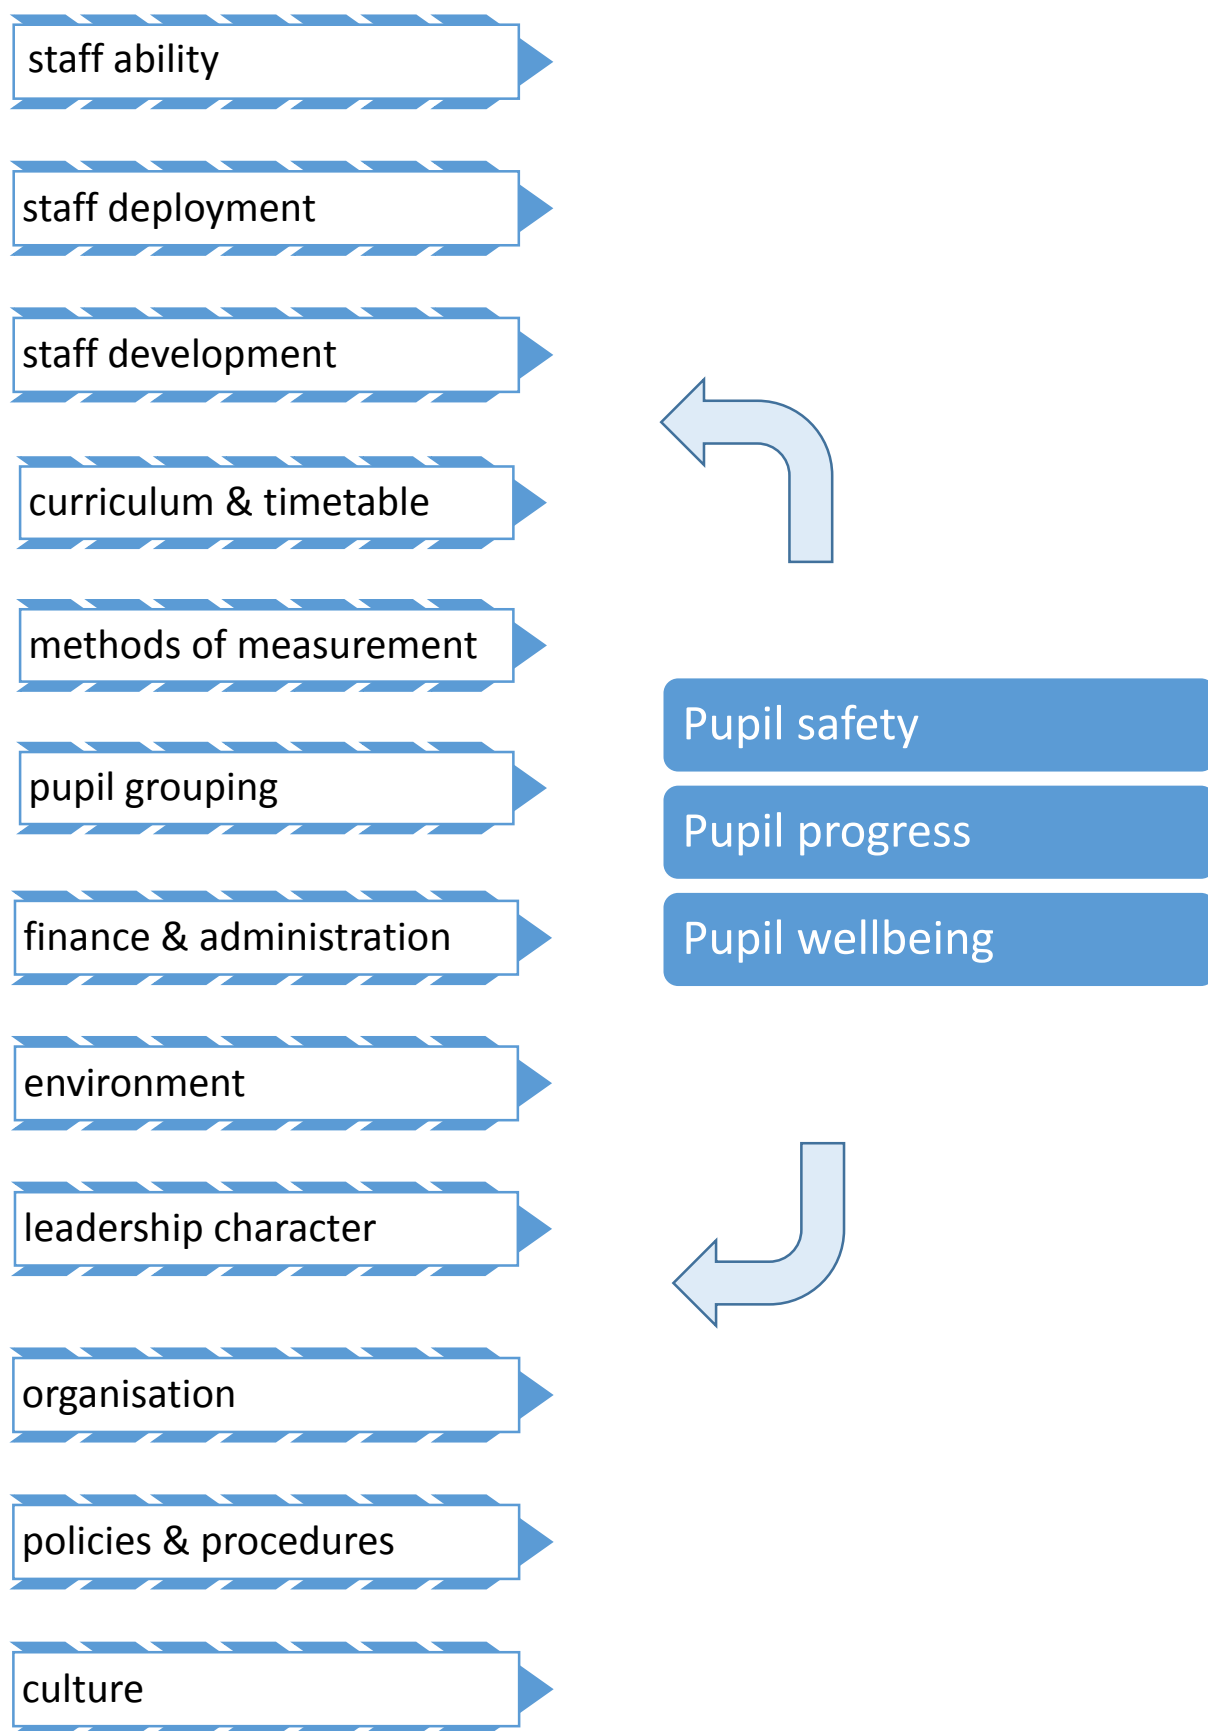 staff ability
staff deployment
staff development
curriculum & timetable
methods of measurement
pupil grouping
finance & administration
environment
leadership character
organisation
policies & procedures
culture
Pupil safety
Pupil progress
Pupil wellbeing